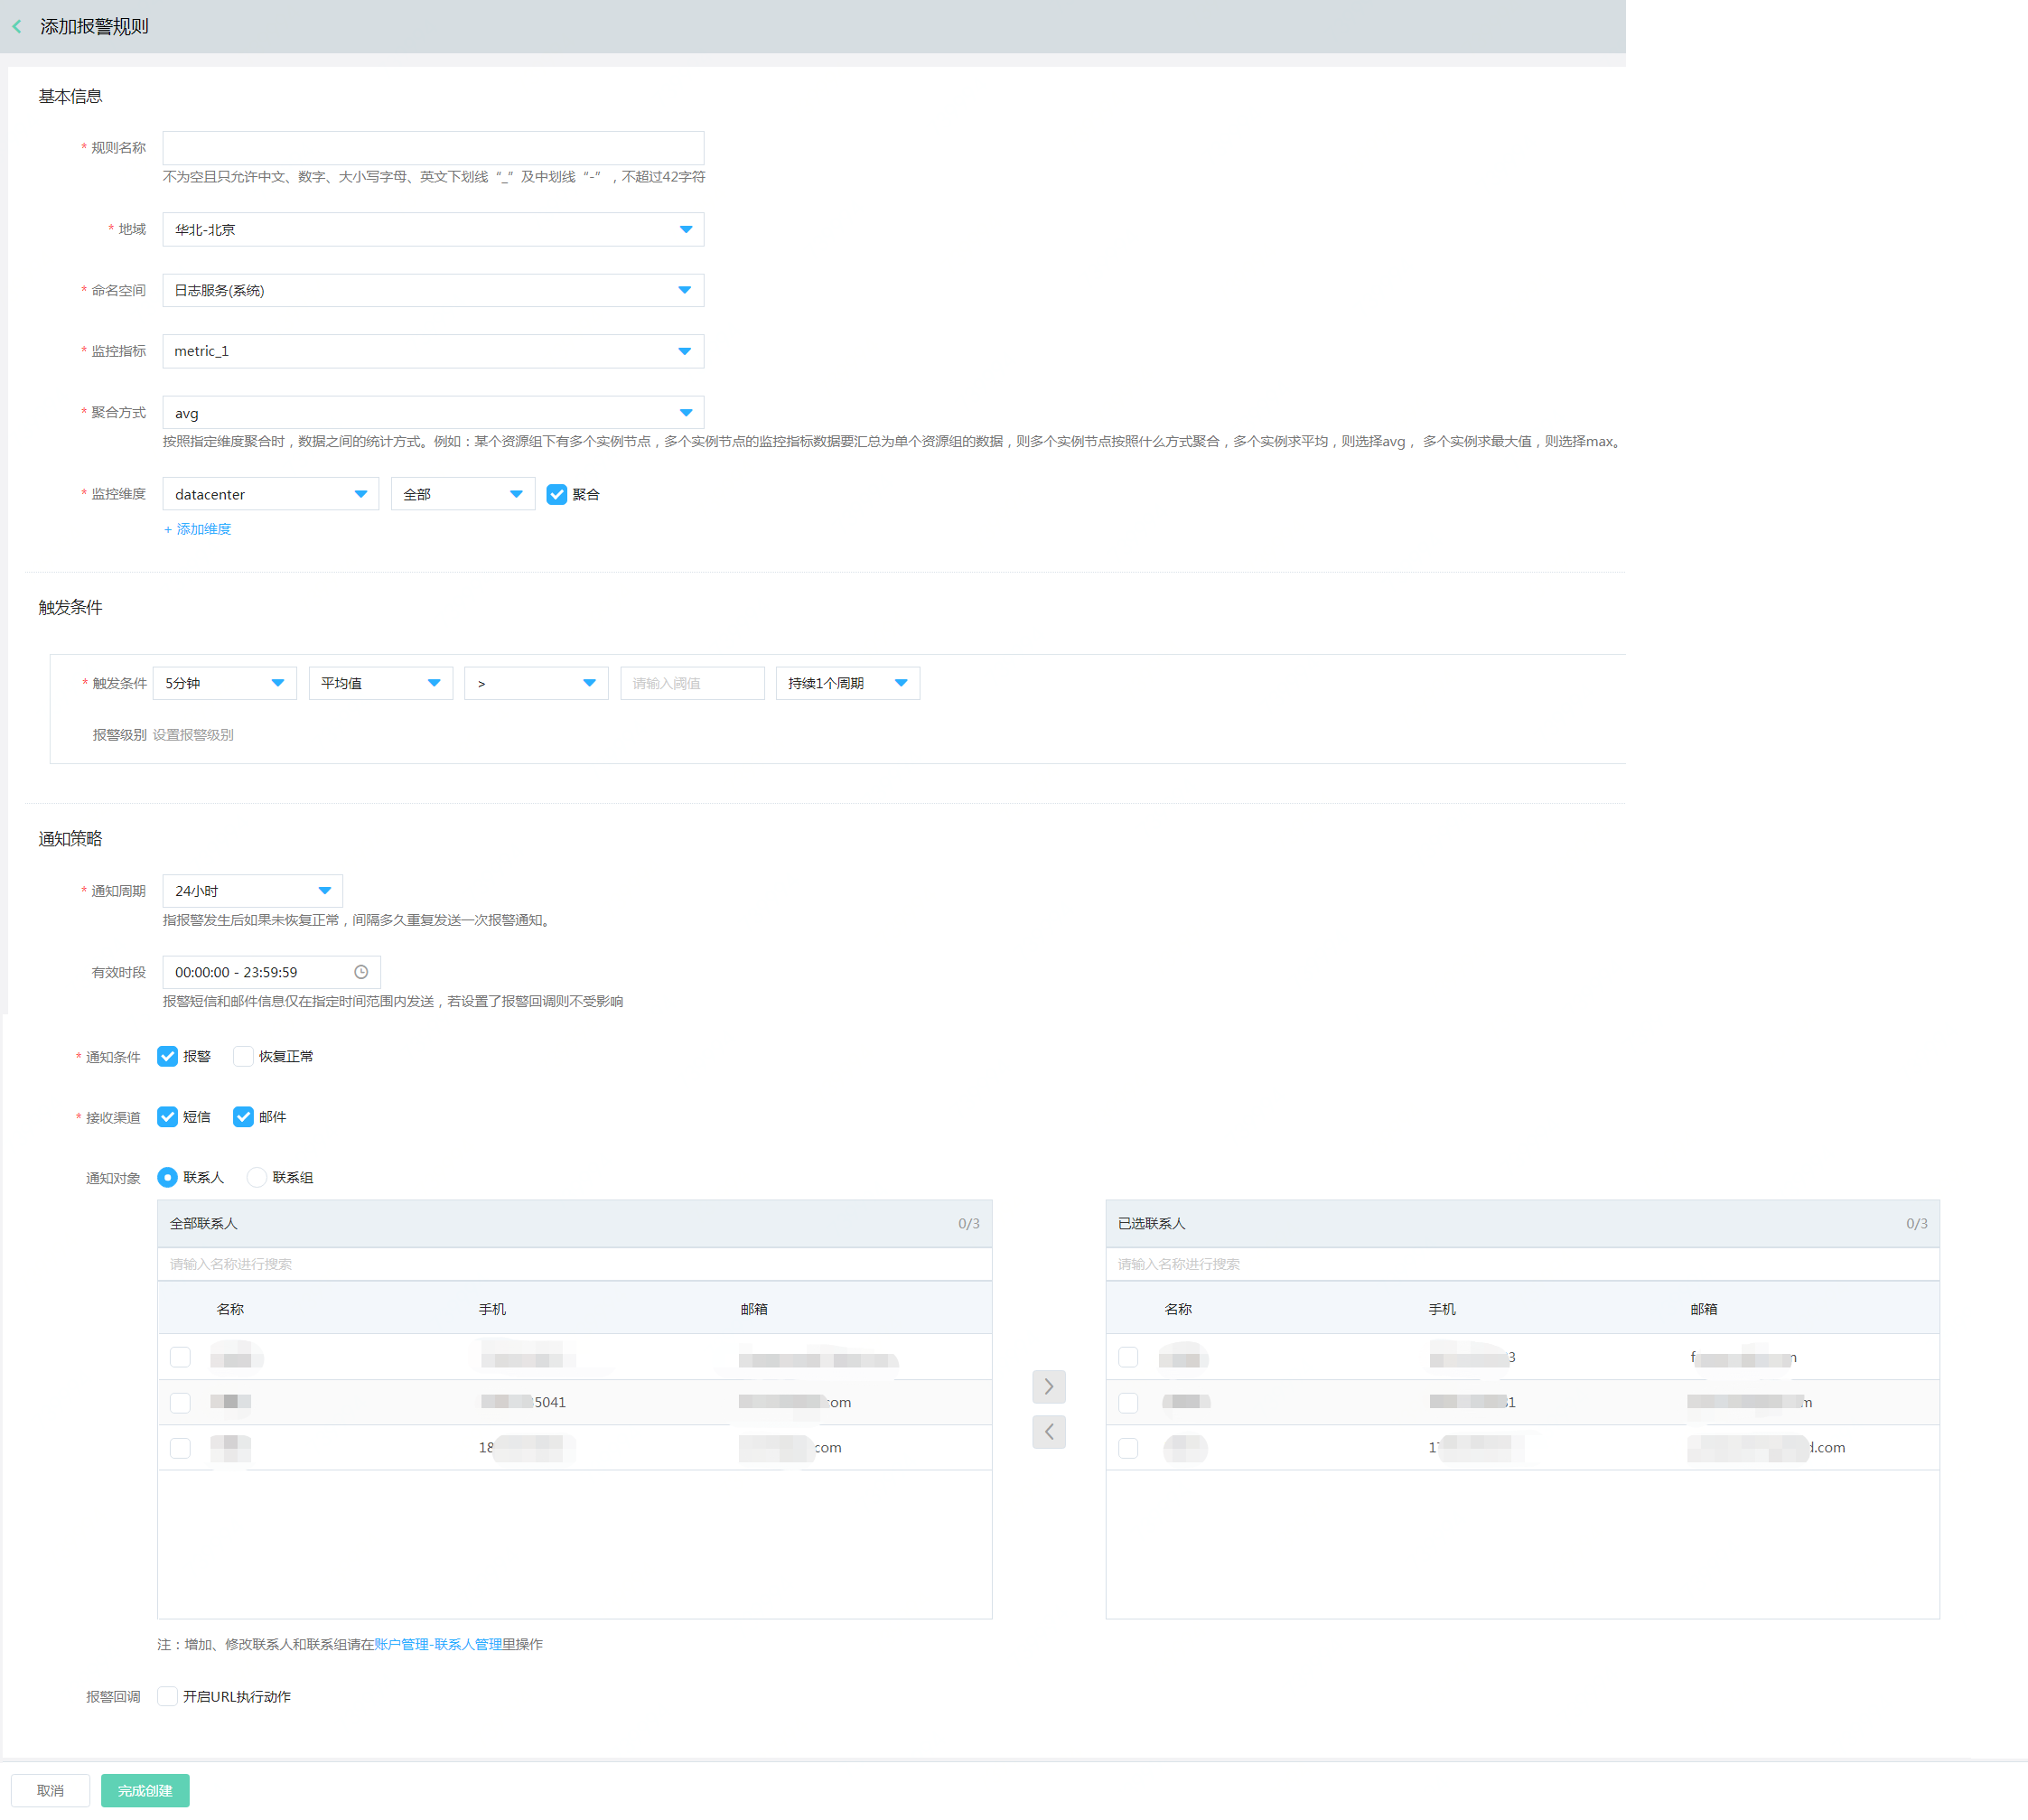 添加报警规则
基本信息
* 规则名称
不为空且只允许中文、数字、大小写字母、英文下划线“_”及中划线“-”，不超过42字符
* 地域 华北-北京
* 命名空间 日志服务(系统)
* 监控指标 metric_1
* 聚合方式 avg
按照指定维度聚合时，数据之间的统计方式。例如：某个资源组下有多个实例节点，多个实例节点的监控指标数据要汇总为单个资源组的数据，则多个实例节点按照什么方式聚合，多个实例求平均，则选择avg， 多个实例求最大值，则选择max。
* 监控维度 datacenter 全部 聚合
+ 添加维度
触发条件
* 触发条件 5分钟 平均值 > 请输入阈值 持续1个周期
报警级别 设置报警级别
通知策略
* 通知周期 24小时
指报警发生后如果未恢复正常，间隔多久重复发送一次报警通知。
有效时段 00:00:00 - 23:59:59
报警短信和邮件信息仅在指定时间范围内发送，若设置了报警回调则不受影响
* 通知条件 报警 恢复正常
* 接收渠道 短信 邮件
通知对象 联系人 联系组
全部联系人 0/3 已选联系人 0/3
请输入名称进行搜索 请输入名称进行搜索
名称 手机 邮箱 名称 手机 邮箱
5041 com
18 com d.com
注：增加、修改联系人和联系组请在账户管理-联系人管理里操作
报警回调 开启URL执行动作
取消 完成创建